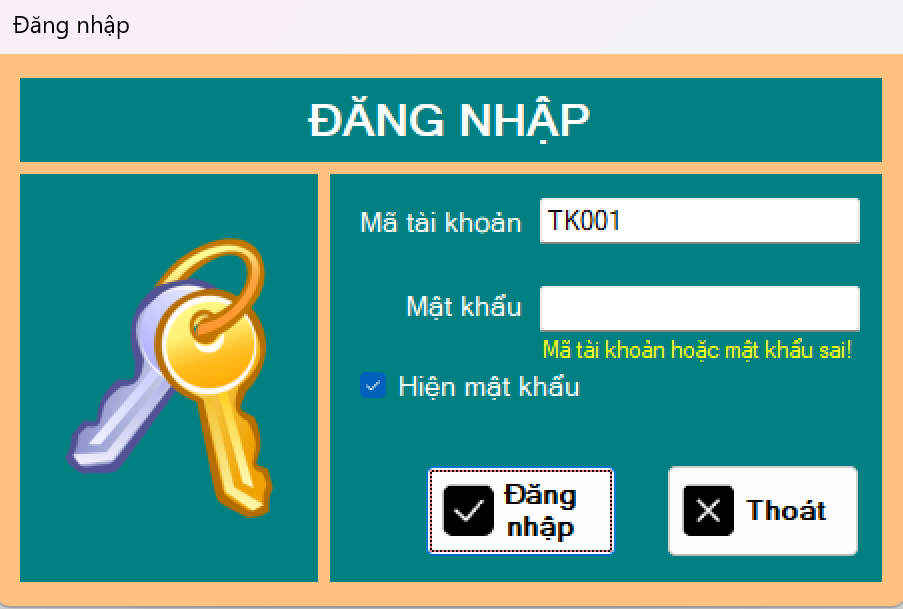 Đăng nhập
ĐĂNG NHẬP
Mã tài khoản
TK001
Mật khẩu
Mã tài khoản hoặc mật khẩu sai!
Hiện mật khẩu
Đăng
nhập
Thoát